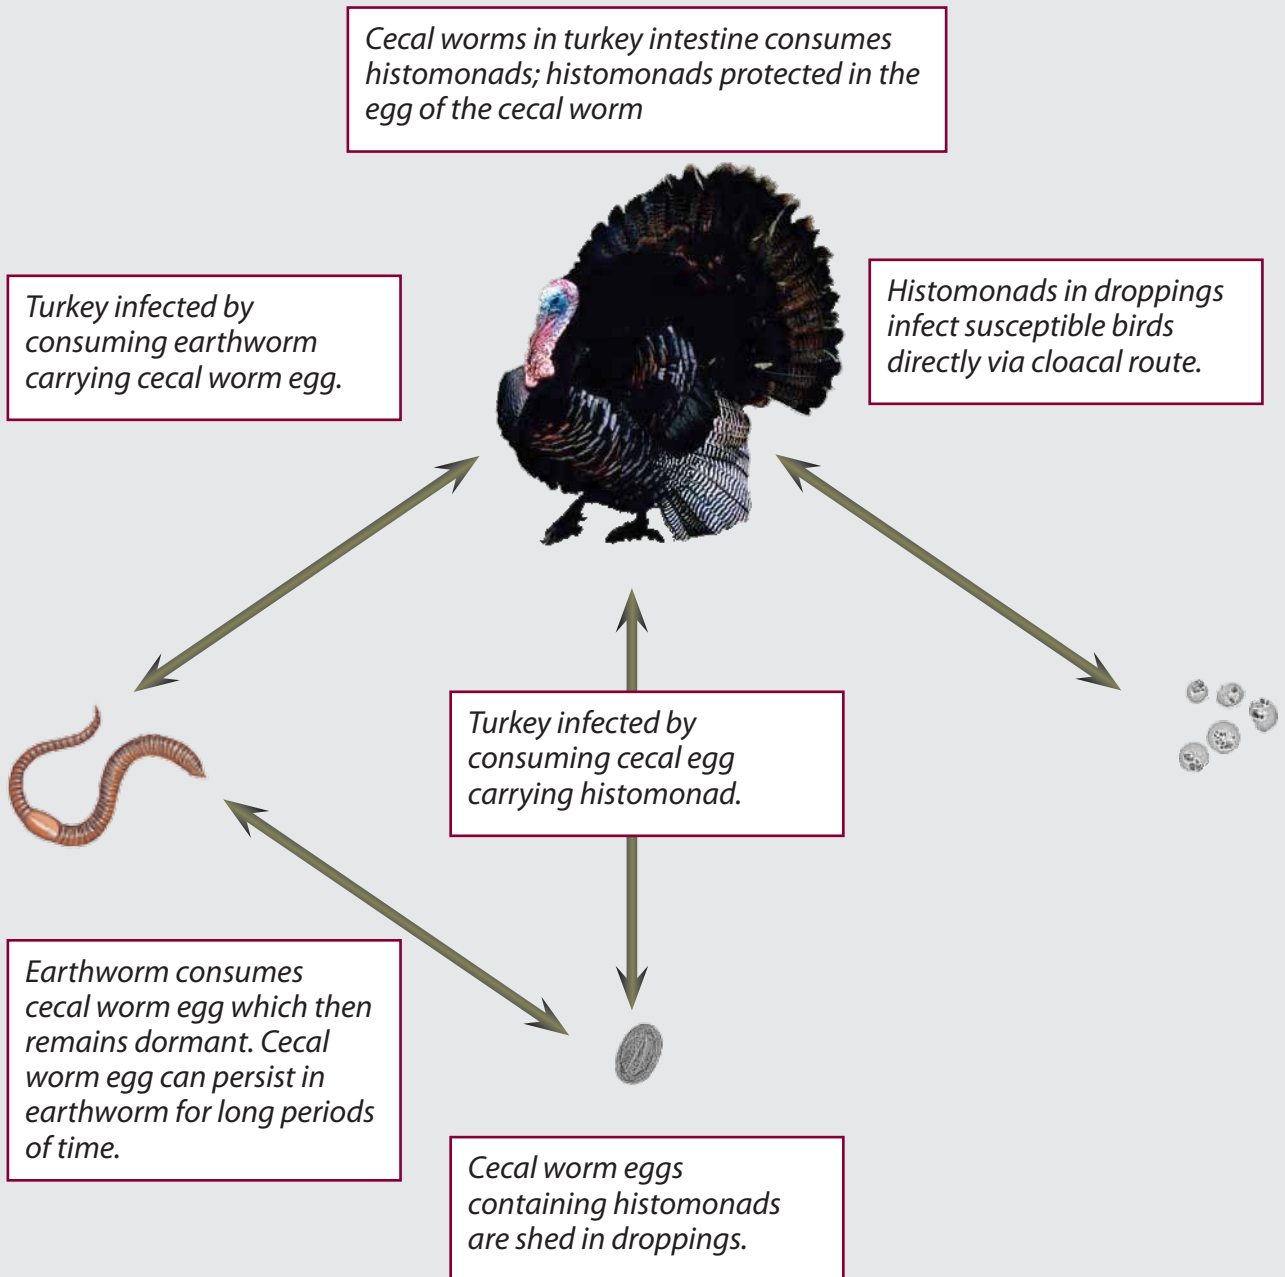 Cecal worms in turkey intestine consumes
histomonads; histomonads protected in the
egg of the cecal worm
Turkey infected by
consuming earthworm
carrying cecal worm egg.
Histomonads in droppings
infect susceptible birds
directly via cloacal route.
Turkey infected by
consuming cecal egg
carrying histomonad.
Earthworm consumes
cecal worm egg which then
remains dormant. Cecal
worm egg can persist in
earthworm for long periods
of time.
Cecal worm eggs
containing histomonads
are shed in droppings.